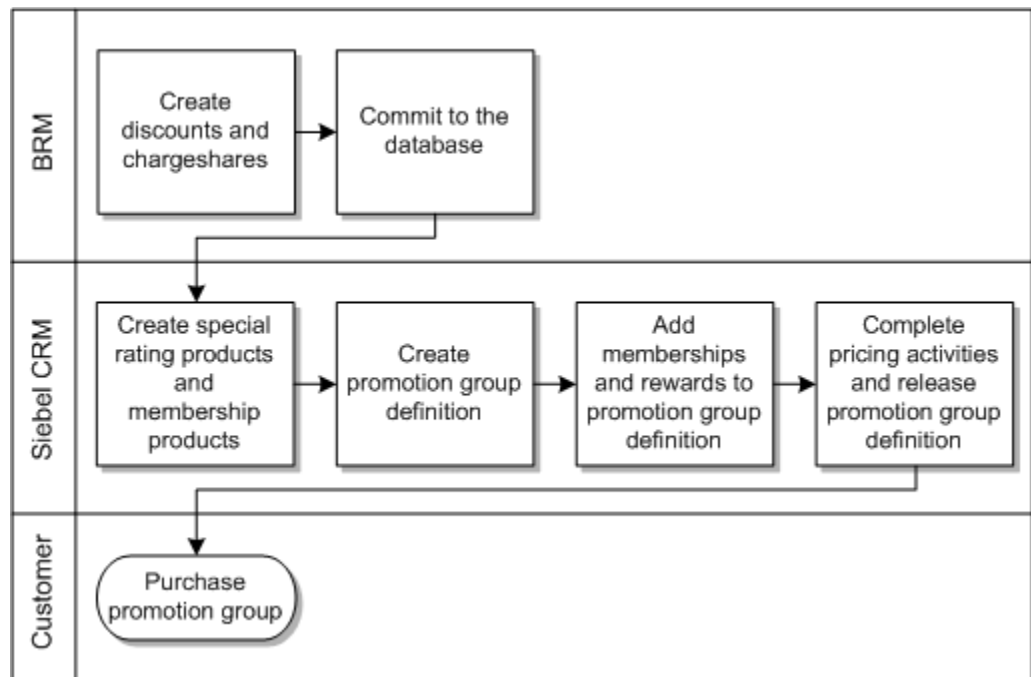 BRM
Create
discounts and
chargeshares
Commit to the
database
Siebel CRM
Create special
rating products
and
membership
products
Create
promotion group
definition
Add
memberships
and rewards to
promotion group
definition
Complete
pricing activities
and release
promotion group
definition
Customer
Purchase
promotion group